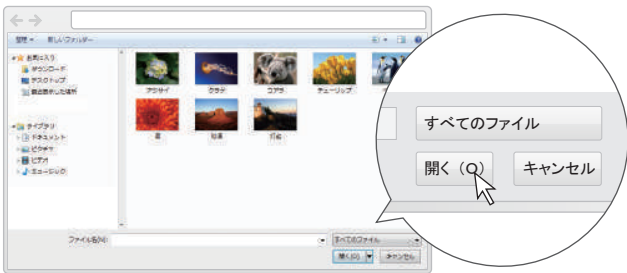 整理 新しいフォルダー
お気に入り
ダウンロード
デスクトップ
最近表示した場所
ライブラリ
ドキュメント
ピクチャ
ビデオ
ミュージック
アジサイ クラゲ コアラ チューリップ
砂漠 灯台
ファイル名(N): すべてのファイル
開く(O) キャンセル
すべてのファイル
開く (O) キャンセル